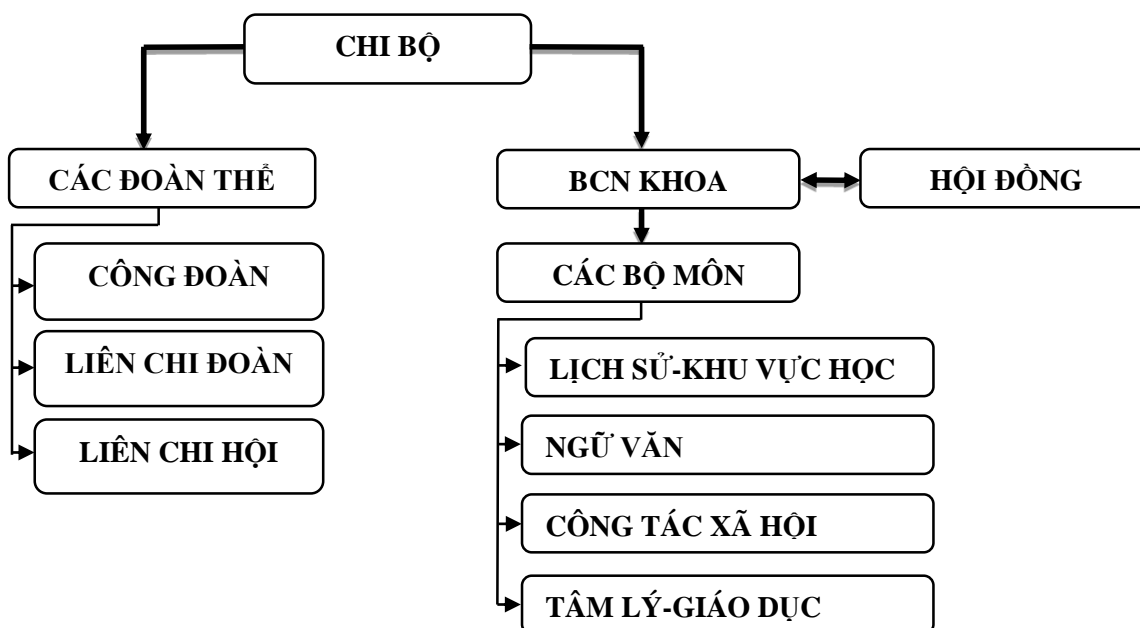 CHI BỘ
CÁC ĐOÀN THỂ
BCN KHOA
HỘI ĐỒNG
CÔNG ĐOÀN
LIÊN CHI ĐOÀN
LIÊN CHI HỘI
CÁC BỘ MÔN
LỊCH SỬ-KHU VỰC HỌC
NGỮ VĂN
CÔNG TÁC XÃ HỘI
TÂM LÝ-GIÁO DỤC